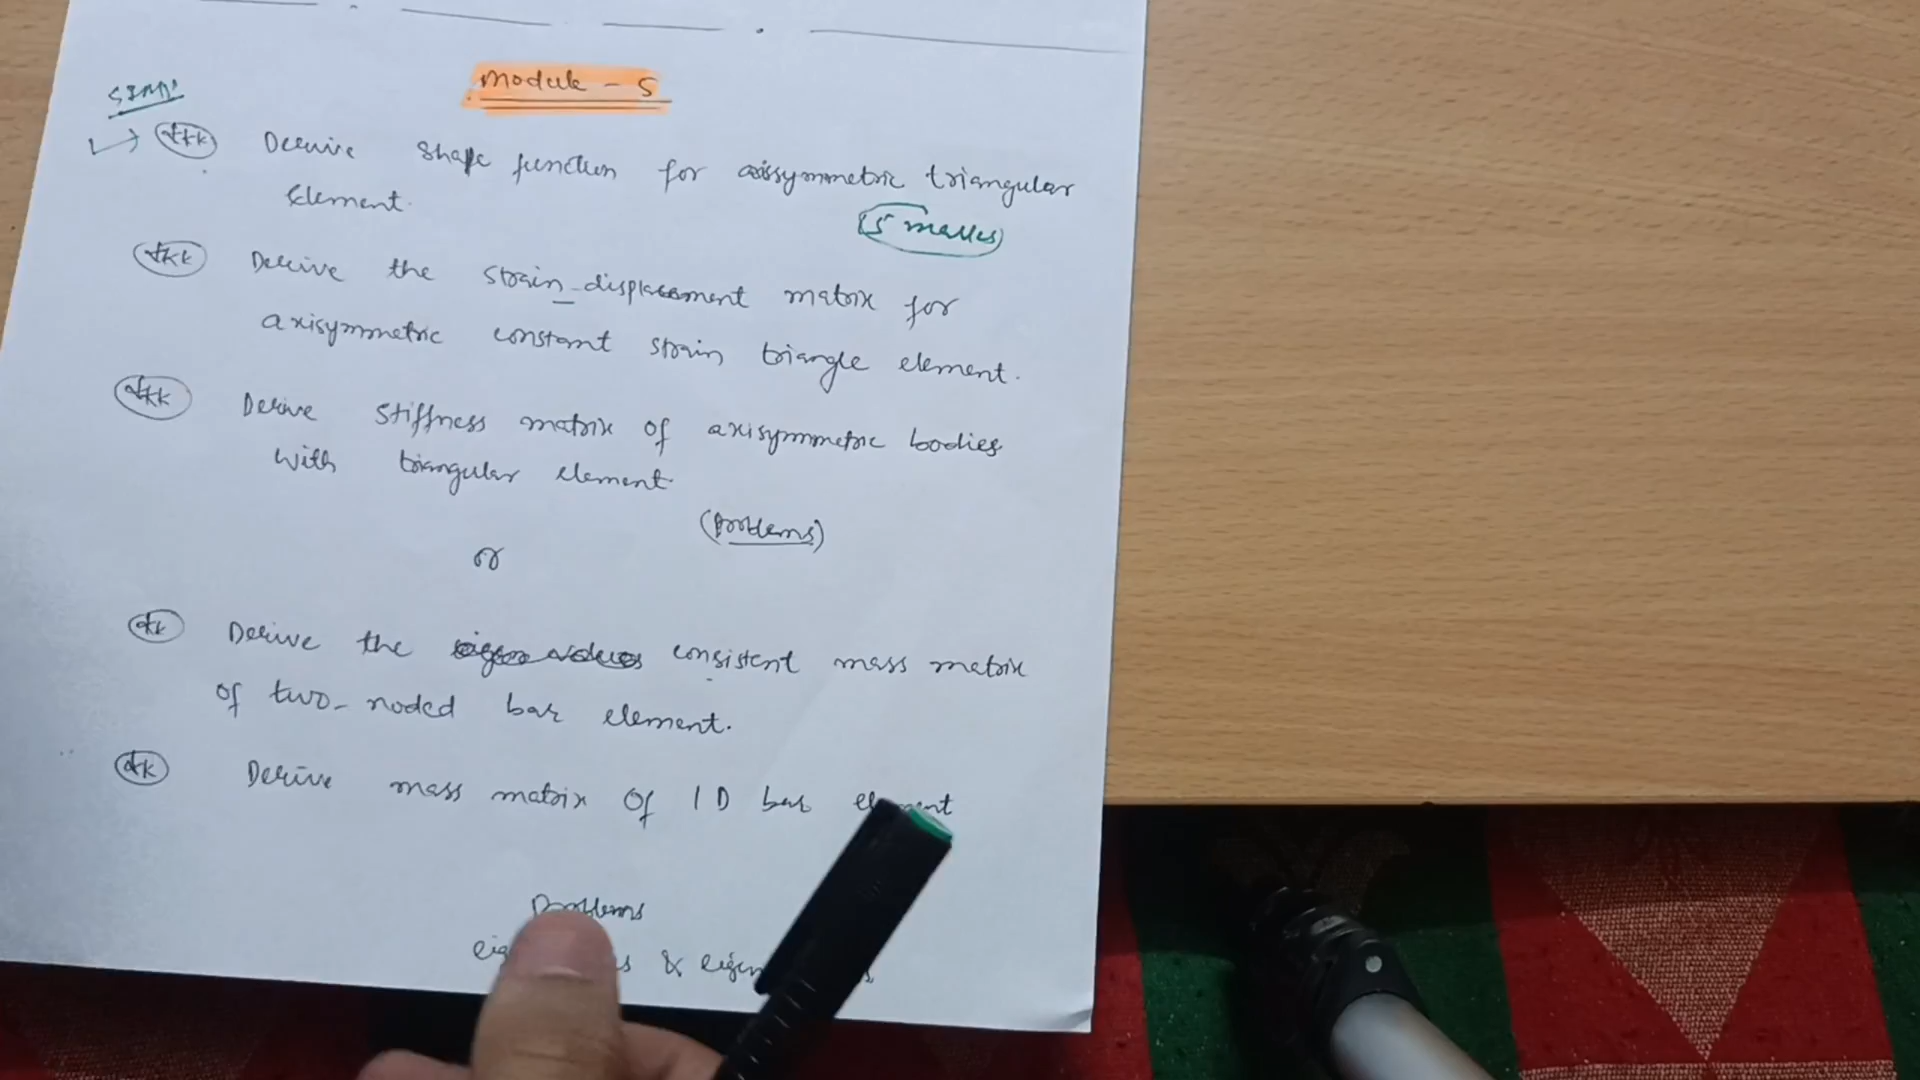 Module - 5
Derive shape function for axissymmetric triangular
Element.
(5 marks)
Derive the strain-displacement matrix for
axisymmetric constant strain triangle element.
Derive stiffness matrix of axisymmetric bodies
with triangular element
(Problems)
or
Derive the consistent mass matrix
of two-noded bar element.
Derive mass matrix of 1D bar element
Problems
&